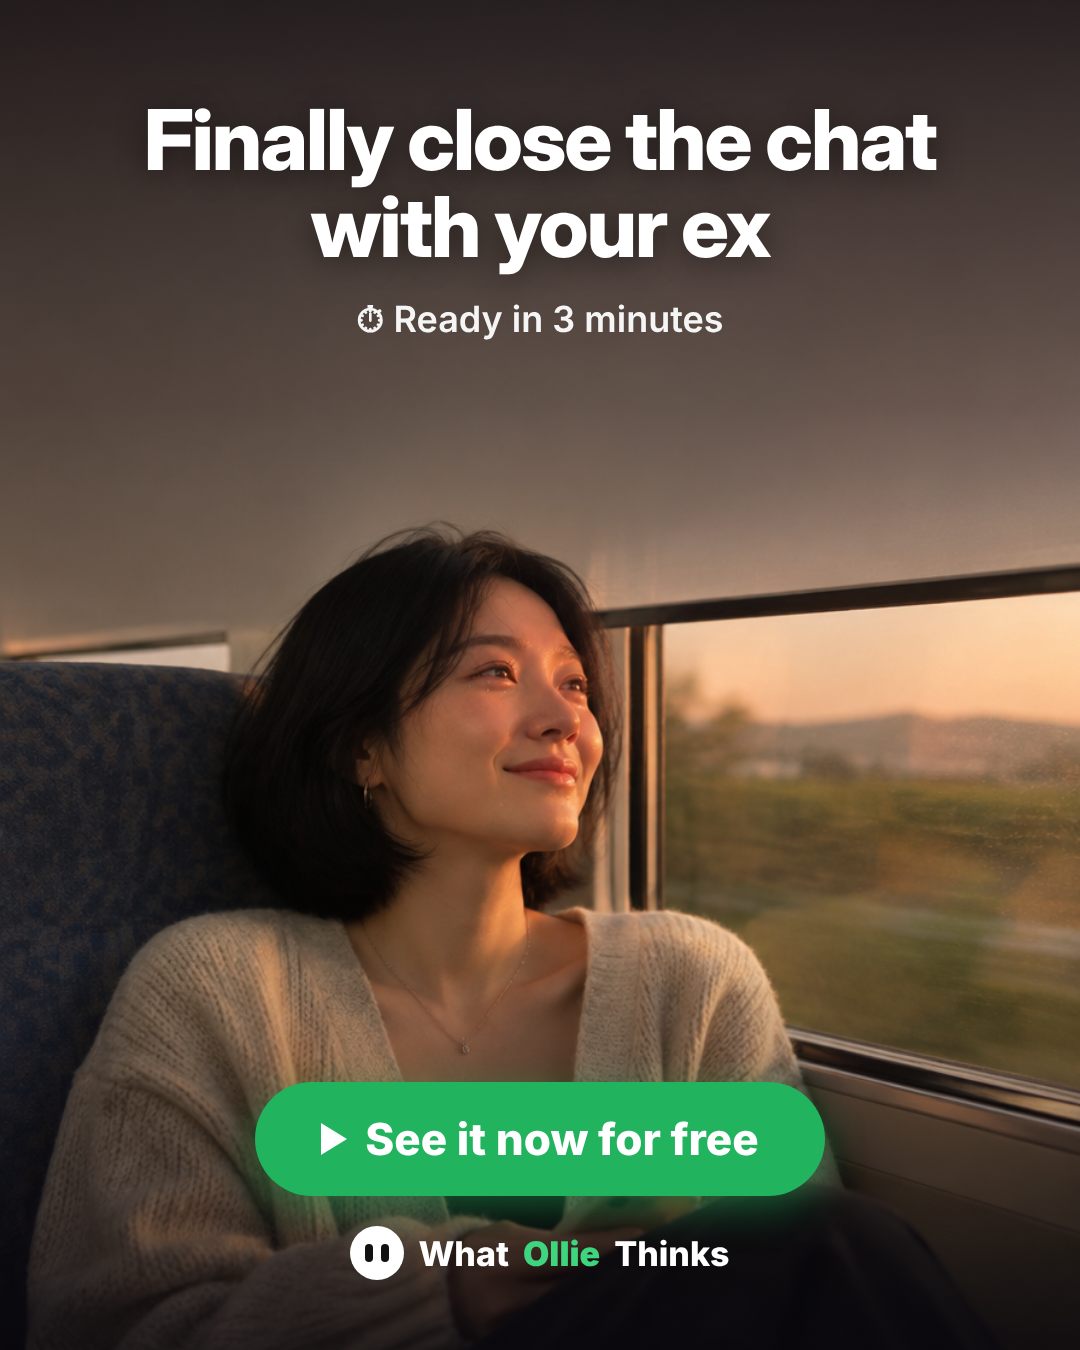 Finally close the chat
with your ex
⏱ Ready in 3 minutes
▶ See it now for free
What Ollie Thinks